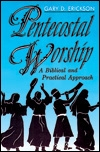 GARY D. ERICKSON
Pentecostal
Worship
A Biblical and
Practical Approach